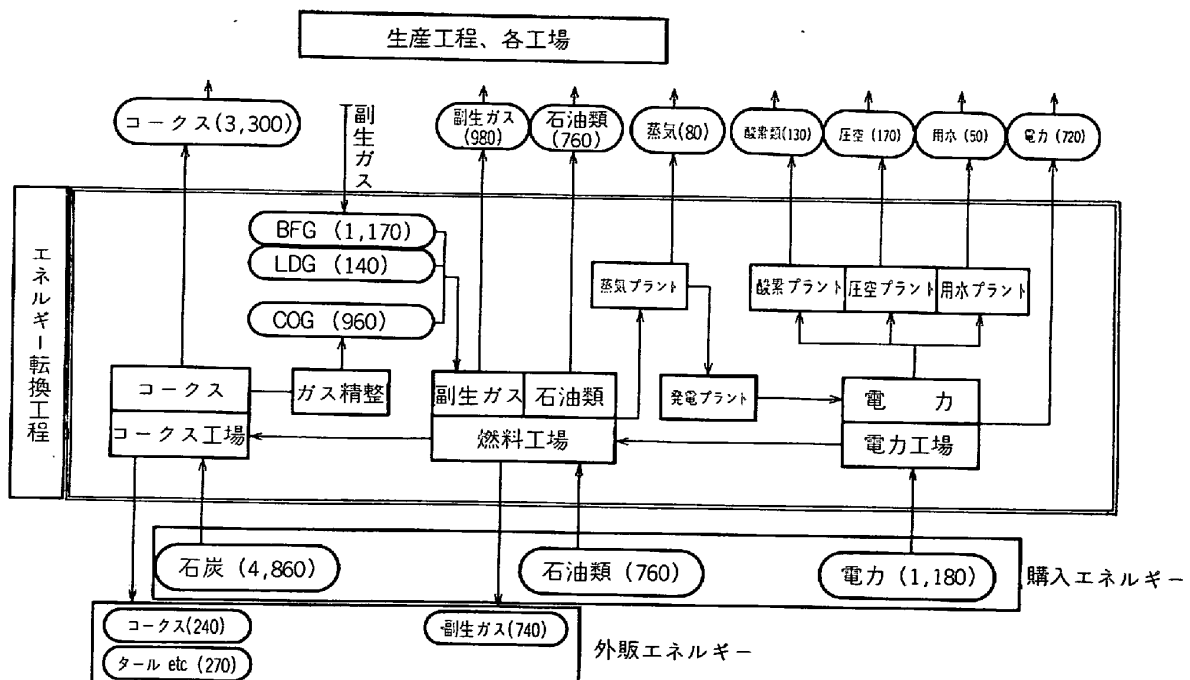 生産工程、各工場
コークス(3,300)
副生ガス
副生ガス
(980)
石油類
(760)
蒸気(80)
酸素類(130)
圧空(170)
用水(50)
電力(720)
エネルギー転換工程
BFG (1,170)
LDG (140)
COG (960)
蒸気プラント
酸素プラント
圧空プラント
用水プラント
コークス
ガス精整
副生ガス
石油類
発電プラント
電 力
コークス工場
燃料工場
電力工場
石炭(4,860)
石油類(760)
電力(1,180)
購入エネルギー
コークス(240)
副生ガス(740)
外販エネルギー
タール etc (270)